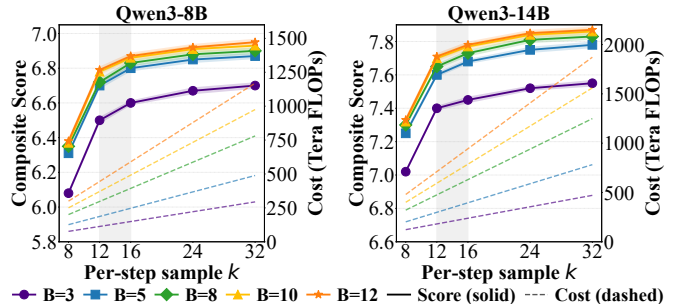 Qwen3-8B
Qwen3-14B
Composite Score
7.0
6.8
6.6
6.4
6.2
6.0
5.8
8 12 16 24 32
1500
1250
1000
750
500
250
0
Cost (Tera FLOPs)
Per-step sample k
Composite Score
7.8
7.6
7.4
7.2
7.0
6.8
6.6
8 12 16 24 32
2000
1500
1000
500
0
Cost (Tera FLOPs)
Per-step sample k
B=3 B=5 B=8 B=10 B=12 Score (solid) Cost (dashed)